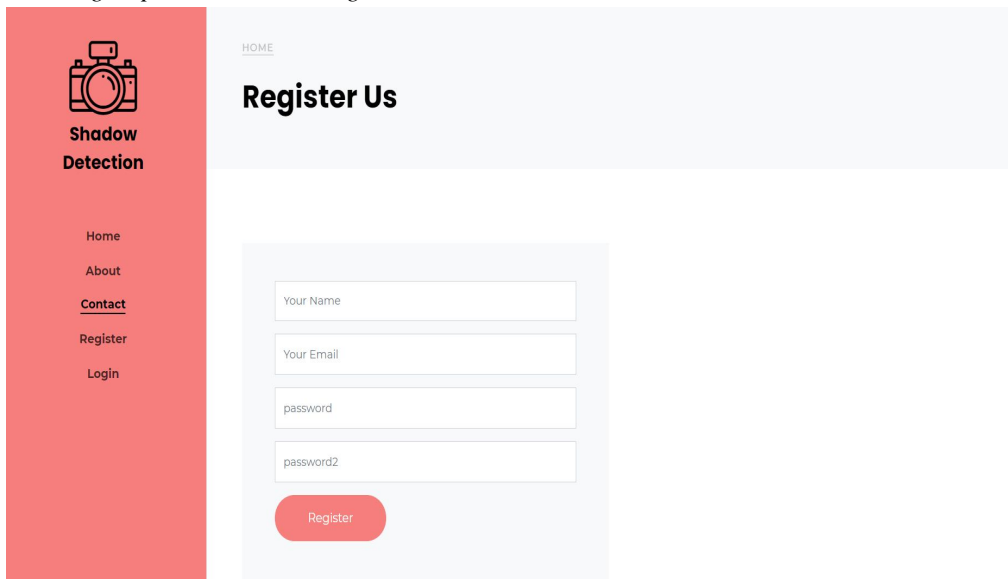 Shadow
Detection
Home
About
Contact
Register
Login
HOME
Register Us
Your Name
Your Email
password
password2
Register